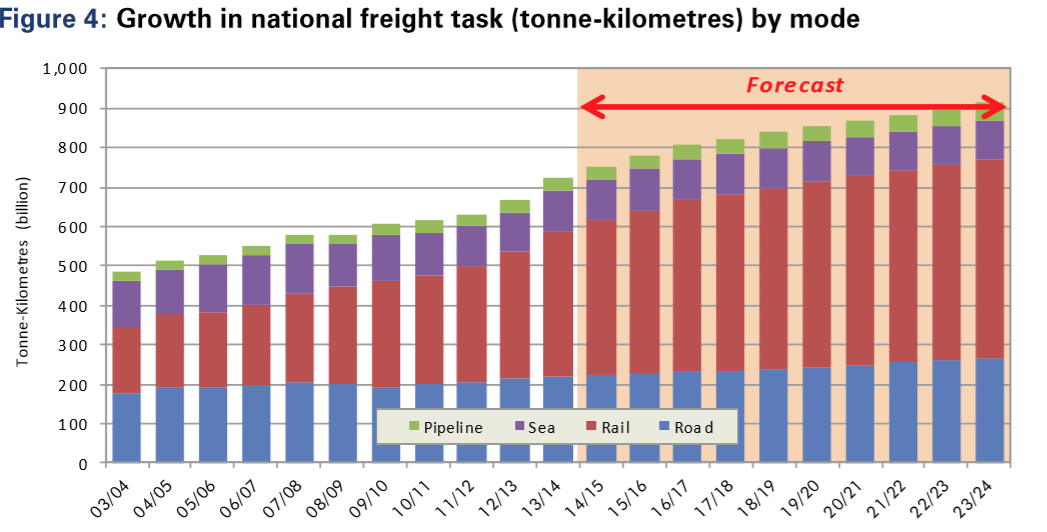 Figure 4: Growth in national freight task (tonne-kilometres) by mode
1,000
900
800
700
600
500
400
300
200
100
0
Tonne-Kilometres (billion)
Forecast
Pipeline Sea Rail Road
03/04 04/05 05/06 06/07 07/08 08/09 09/10 10/11 11/12 12/13 13/14 14/15 15/16 16/17 17/18 18/19 19/20 20/21 21/22 22/23 23/24